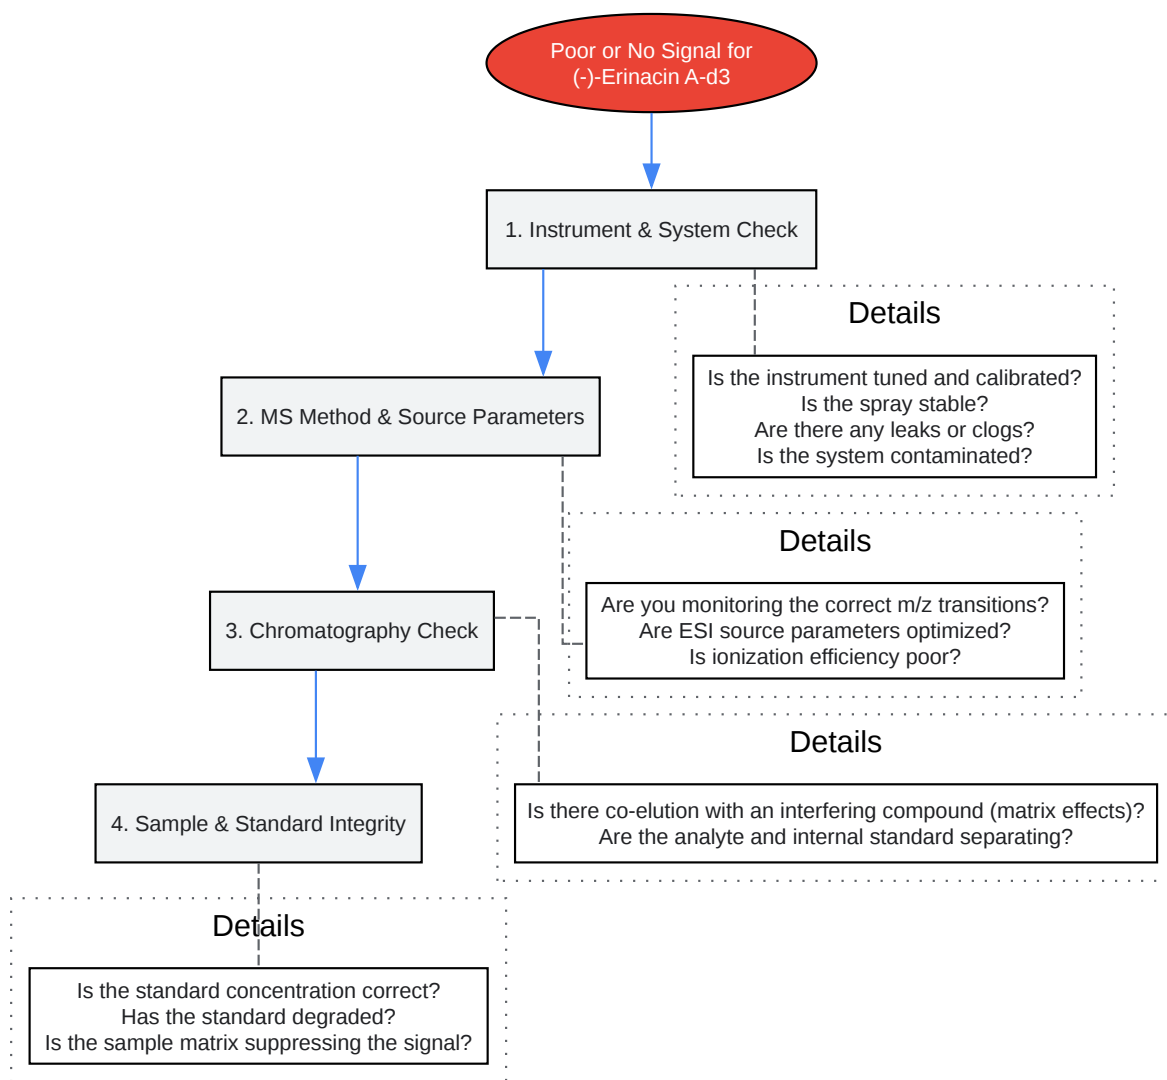 Poor or No Signal for
(-)-Erinacin A-d3
1. Instrument & System Check
Details
Is the instrument tuned and calibrated?
Is the spray stable?
Are there any leaks or clogs?
Is the system contaminated?
2. MS Method & Source Parameters
Details
Are you monitoring the correct m/z transitions?
Are ESI source parameters optimized?
Is ionization efficiency poor?
3. Chromatography Check
Details
Is there co-elution with an interfering compound (matrix effects)?
Are the analyte and internal standard separating?
4. Sample & Standard Integrity
Details
Is the standard concentration correct?
Has the standard degraded?
Is the sample matrix suppressing the signal?